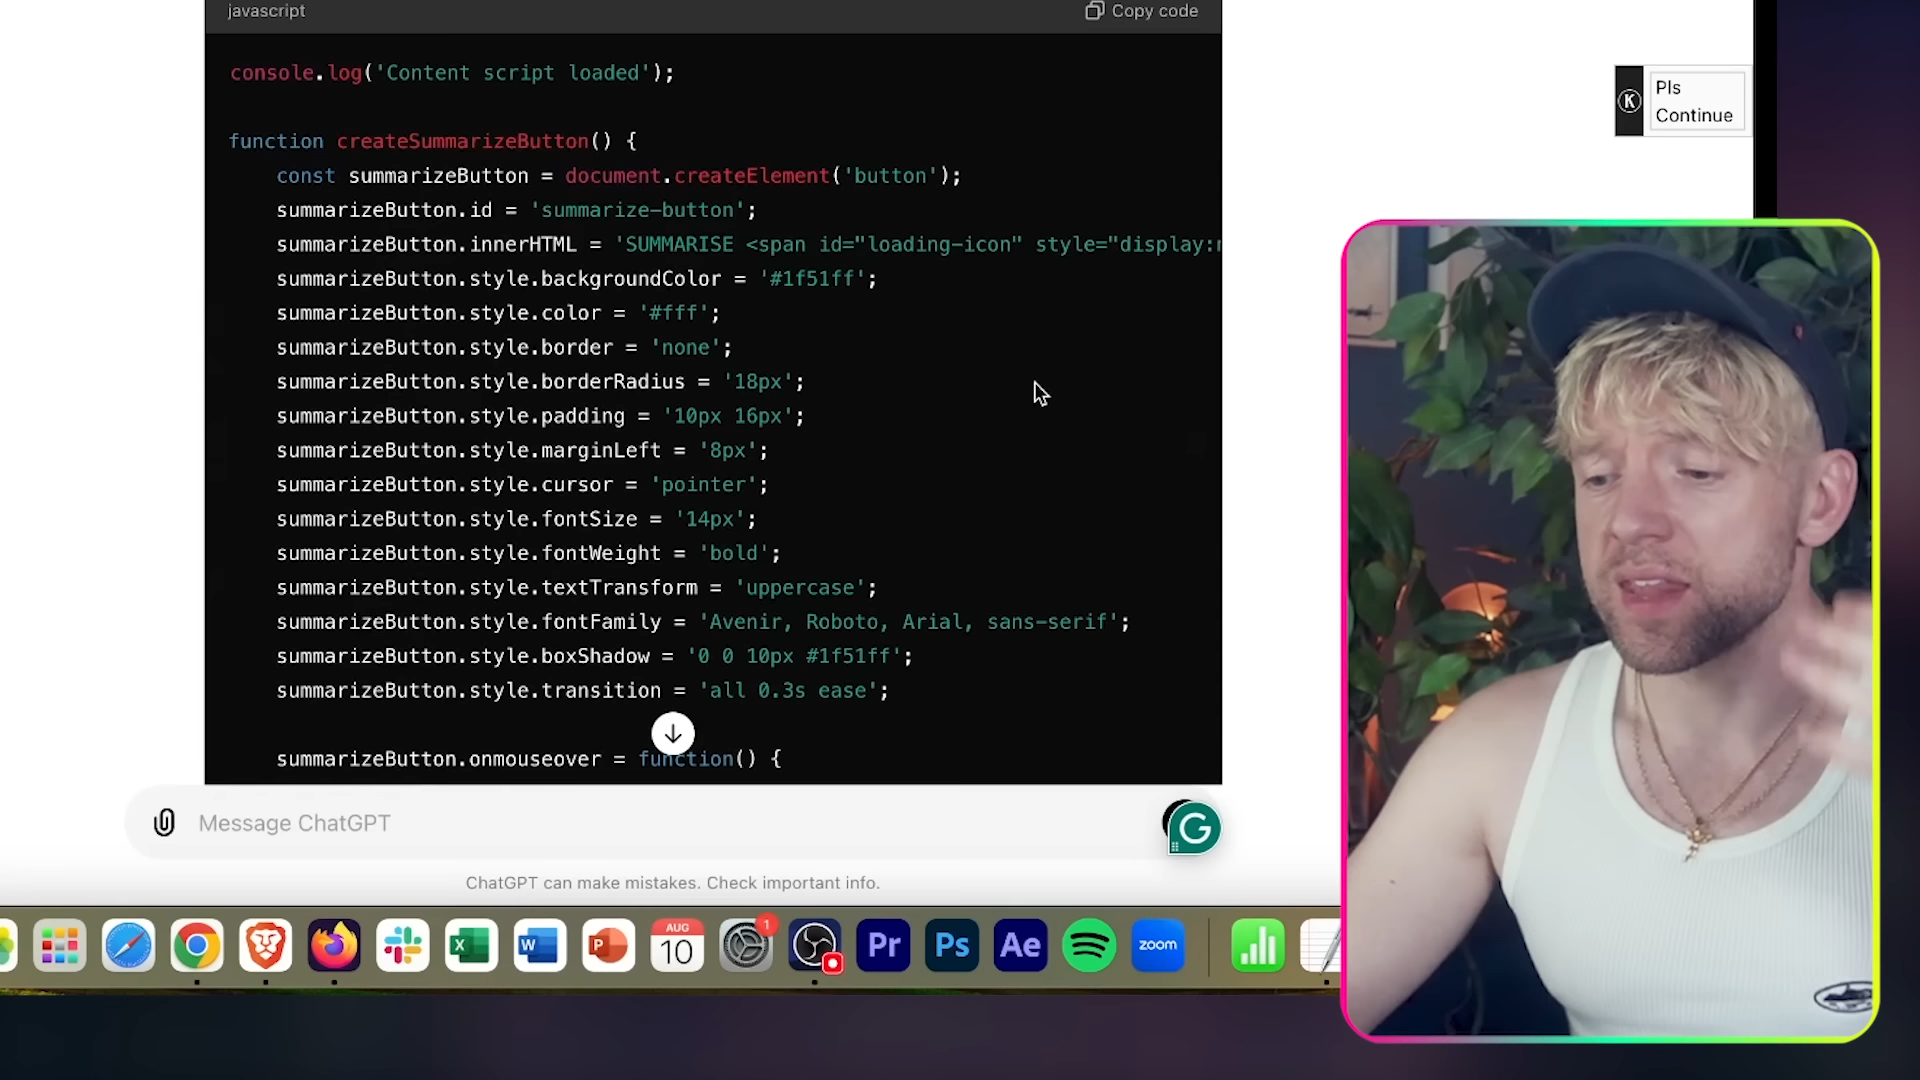 javascript
Copy code
console.log('Content script loaded');
function createSummarizeButton() {
const summarizeButton = document.createElement('button');
summarizeButton.id = 'summarize-button';
summarizeButton.innerHTML = 'SUMMARISE <span id="loading-icon" style="display:
summarizeButton.style.backgroundColor = '#1f51ff';
summarizeButton.style.color = '#fff';
summarizeButton.style.border = 'none';
summarizeButton.style.borderRadius = '18px';
summarizeButton.style.padding = '10px 16px';
summarizeButton.style.marginLeft = '8px';
summarizeButton.style.cursor = 'pointer';
summarizeButton.style.fontSize = '14px';
summarizeButton.style.fontWeight = 'bold';
summarizeButton.style.textTransform = 'uppercase';
summarizeButton.style.fontFamily = 'Avenir, Roboto, Arial, sans-serif';
summarizeButton.style.boxShadow = '0 0 10px #1f51ff';
summarizeButton.style.transition = 'all 0.3s ease';
summarizeButton.onmouseover = function() {
K
Pls
Continue
Message ChatGPT
G
ChatGPT can make mistakes. Check important info.
X
W
P
AUG
10
1
Pr
Ps
Ae
zoom